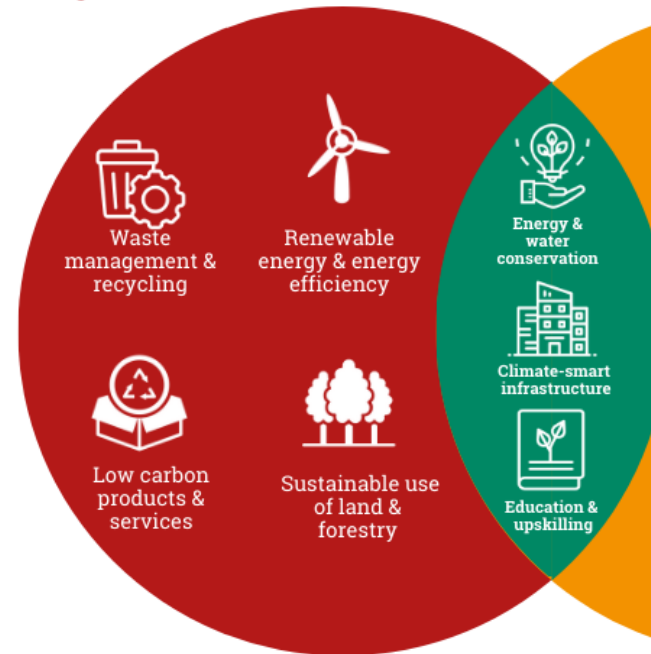 Waste
management &
recycling
Renewable
energy & energy
efficiency
Low carbon
products &
services
Sustainable use
of land &
forestry
Energy &
water
conservation
Climate-smart
infrastructure
Education &
upskilling